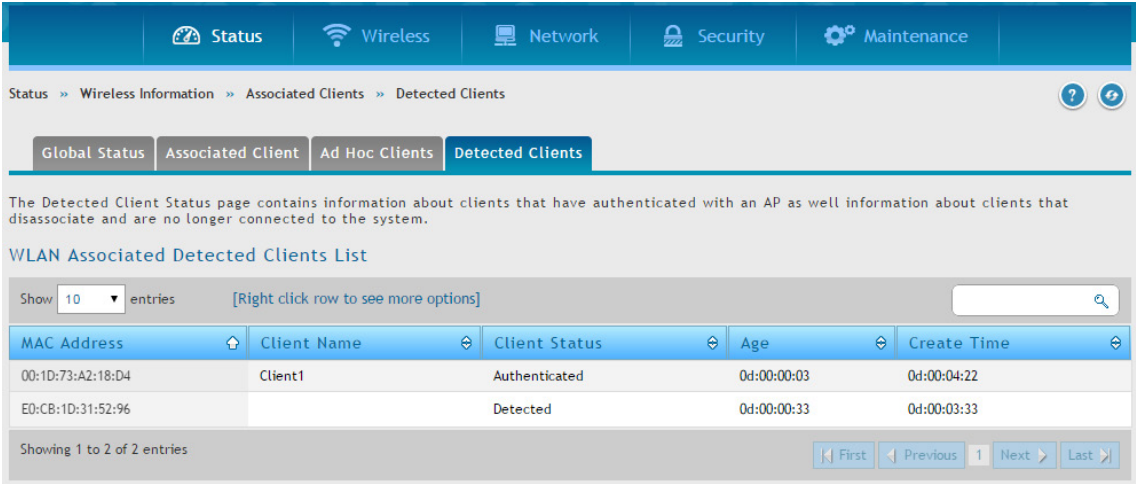 Status Wireless Network Security Maintenance
Status » Wireless Information » Associated Clients » Detected Clients
Global Status Associated Client Ad Hoc Clients Detected Clients
The Detected Client Status page contains information about clients that have authenticated with an AP as well information about clients that
disassociate and are no longer connected to the system.
WLAN Associated Detected Clients List
Show 10 entries [Right click row to see more options]
MAC Address Client Name Client Status Age Create Time
00:1D:73:A2:18:D4 Client1 Authenticated 0d:00:00:03 0d:00:04:22
E0:CB:1D:31:52:96 Detected 0d:00:00:33 0d:00:03:33
Showing 1 to 2 of 2 entries First Previous 1 Next Last